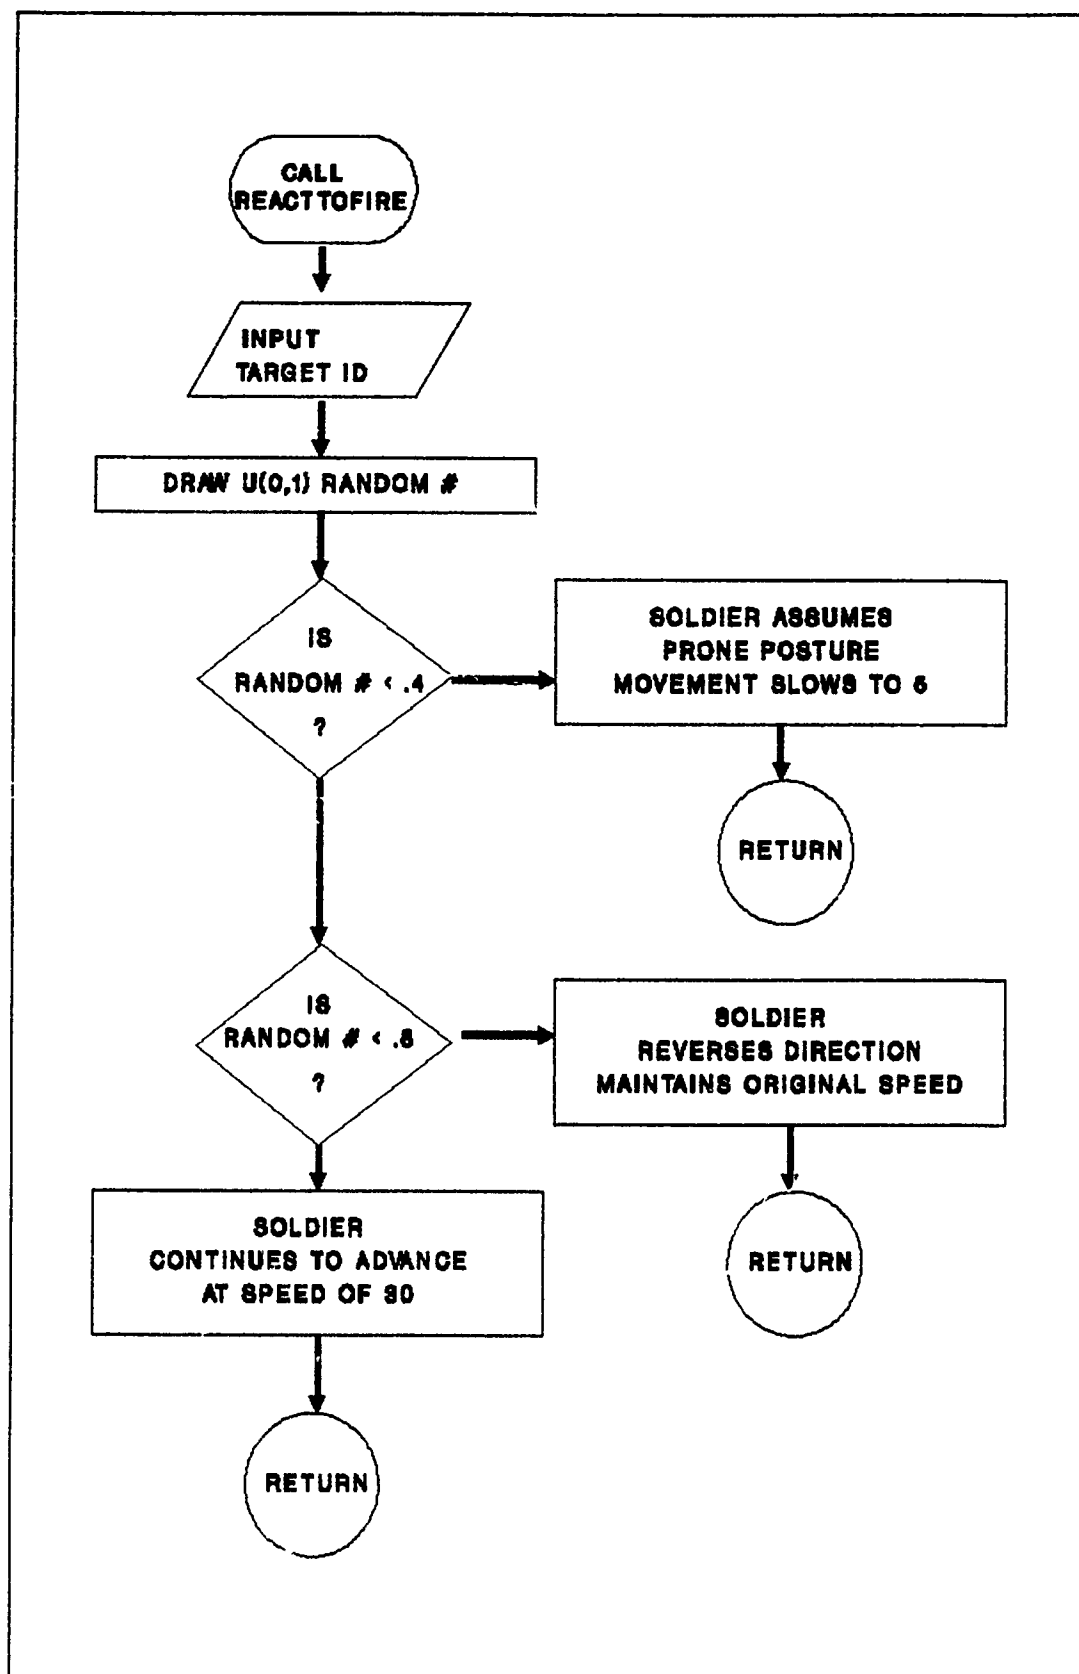 CALL
REACTTOFIRE
INPUT
TARGET ID
DRAW U(0,1) RANDOM #
IS
RANDOM # < .4
?
SOLDIER ASSUMES
PRONE POSTURE
MOVEMENT SLOWS TO
RETURN
IS
RANDOM # <
?
SOLDIER
REVERSES DIRECTION
MAINTAINS ORIGINAL SPEED
RETURN
SOLDIER
CONTINUES TO ADVANCE
AT SPEED OF 30
RETURN